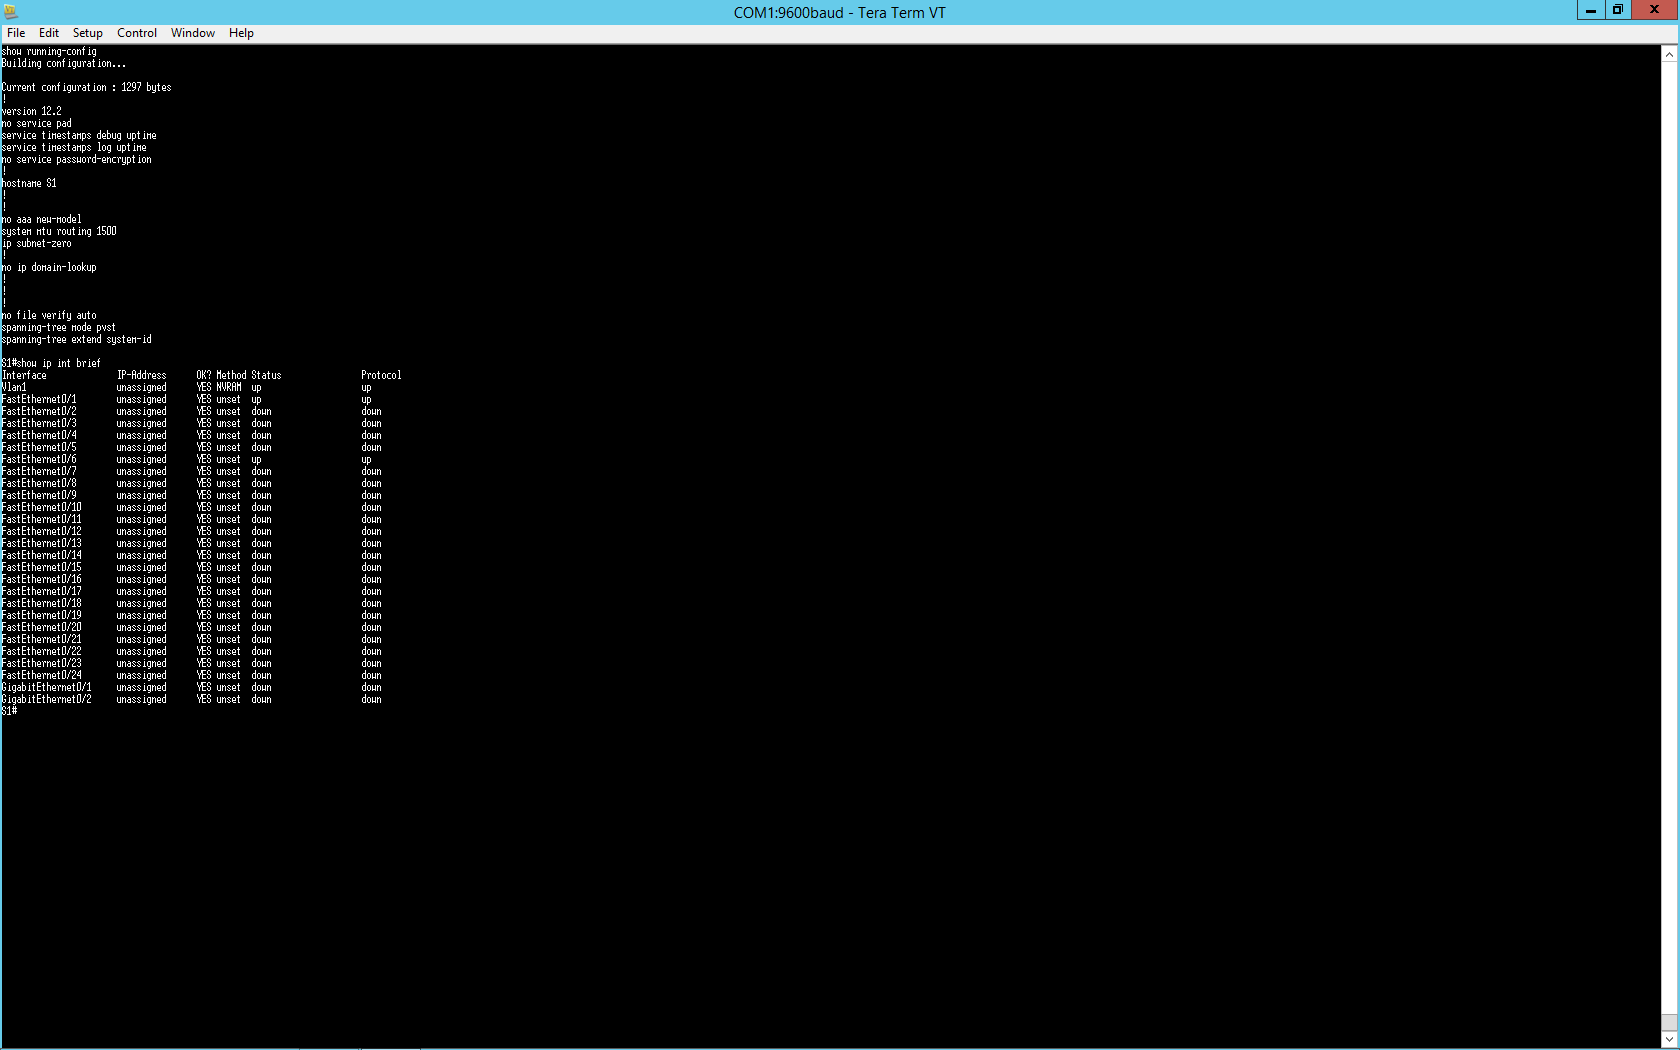 COM1:9600baud - Tera Term VT
File Edit Setup Control Window Help
show running-config
Building configuration...
Current configuration : 1297 bytes
!
version 12.2
no service pad
service timestamps debug uptime
service timestamps log uptime
no service password-encryption
!
hostname S1
!
!
no aaa new-model
system mtu routing 1500
ip subnet-zero
!
no ip domain-lookup
!
!
!
no file verify auto
spanning-tree mode pvst
spanning-tree extend system-id
S1#show ip int brief
Interface IP-Address OK? Method Status Protocol
Vlan1 unassigned YES NVRAM up up
FastEthernet0/1 unassigned YES unset up up
FastEthernet0/2 unassigned YES unset down down
FastEthernet0/3 unassigned YES unset down down
FastEthernet0/4 unassigned YES unset down down
FastEthernet0/5 unassigned YES unset down down
FastEthernet0/6 unassigned YES unset up up
FastEthernet0/7 unassigned YES unset down down
FastEthernet0/8 unassigned YES unset down down
FastEthernet0/9 unassigned YES unset down down
FastEthernet0/10 unassigned YES unset down down
FastEthernet0/11 unassigned YES unset down down
FastEthernet0/12 unassigned YES unset down down
FastEthernet0/13 unassigned YES unset down down
FastEthernet0/14 unassigned YES unset down down
FastEthernet0/15 unassigned YES unset down down
FastEthernet0/16 unassigned YES unset down down
FastEthernet0/17 unassigned YES unset down down
FastEthernet0/18 unassigned YES unset down down
FastEthernet0/19 unassigned YES unset down down
FastEthernet0/20 unassigned YES unset down down
FastEthernet0/21 unassigned YES unset down down
FastEthernet0/22 unassigned YES unset down down
FastEthernet0/23 unassigned YES unset down down
FastEthernet0/24 unassigned YES unset down down
GigabitEthernet0/1 unassigned YES unset down down
GigabitEthernet0/2 unassigned YES unset down down
S1#